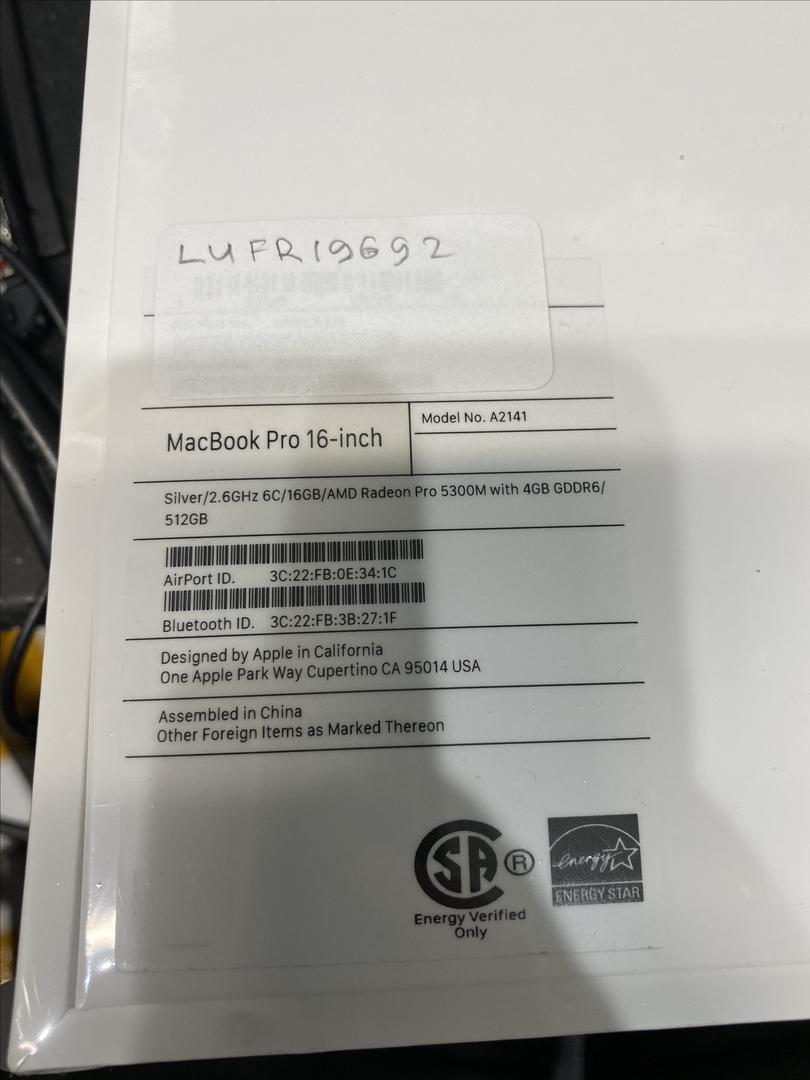 LUFR19692
MacBook Pro 16-inch
Model No. A2141
Silver/2.6GHz 6C/16GB/AMD Radeon Pro 5300M with 4GB GDDR6/
512GB
AirPort ID. 3C:22:FB:0E:34:1C
Bluetooth ID. 3C:22:FB:3B:27:1F
Designed by Apple in California
One Apple Park Way Cupertino CA 95014 USA
Assembled in China
Other Foreign Items as Marked Thereon
SA ®
Energy Verified
Only
energy
ENERGY STAR